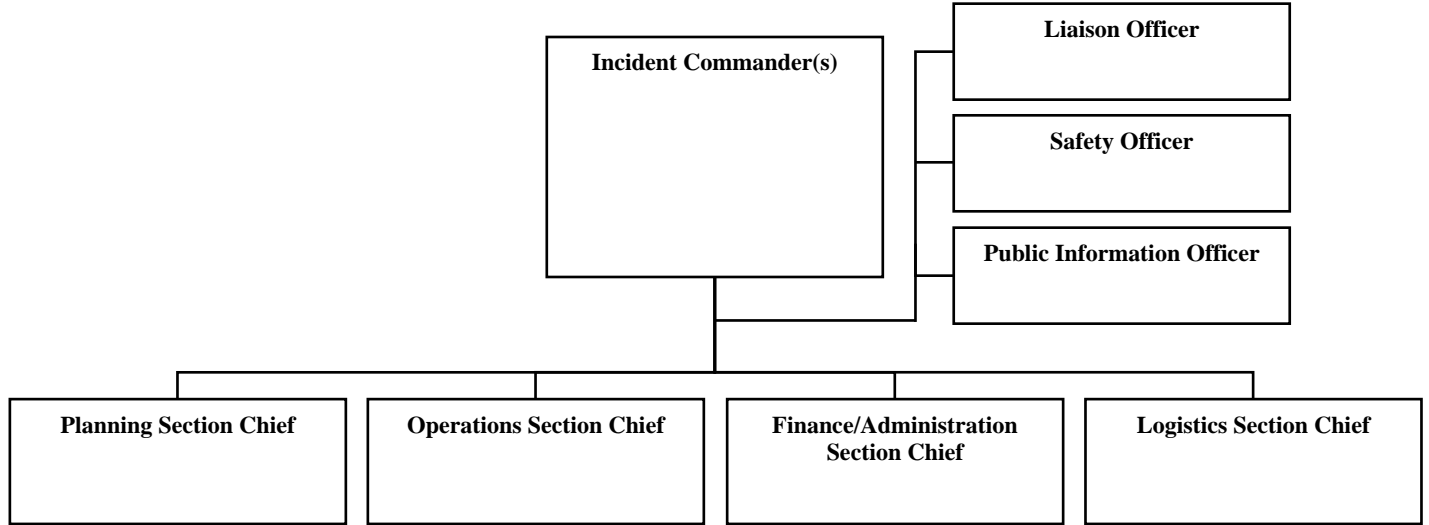 Liaison Officer
Incident Commander(s)
Safety Officer
Public Information Officer
Planning Section Chief
Operations Section Chief
Finance/Administration
Section Chief
Logistics Section Chief